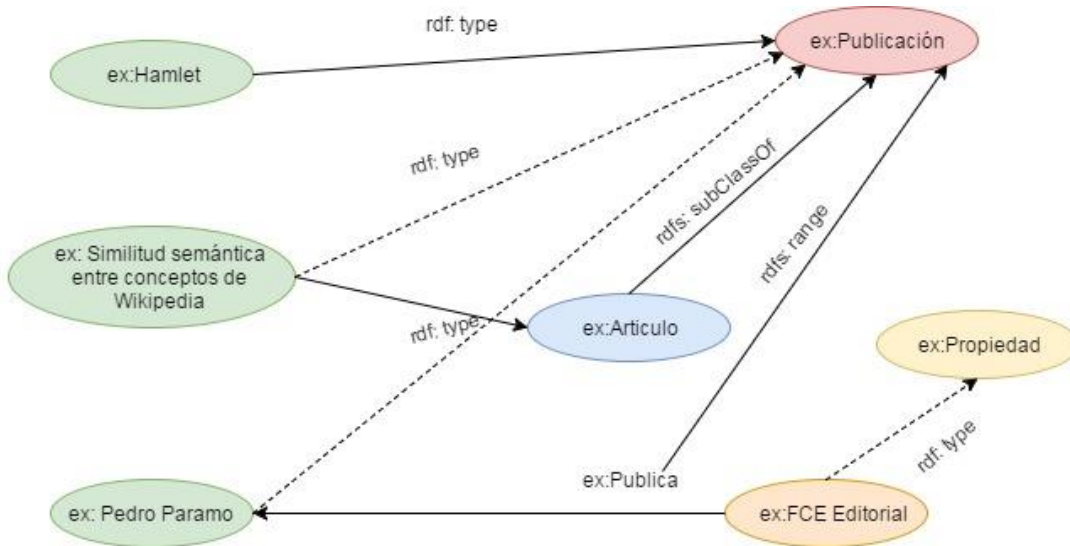 rdf: type
ex:Publicación
ex:Hamlet
rdf: type
rdfs: subClassOf
rdfs: range
ex: Similitud semántica
entre conceptos de
Wikipedia
rdf: type
ex:Articulo
ex:Propiedad
rdf: type
ex:Publica
ex: Pedro Paramo
ex:FCE Editorial